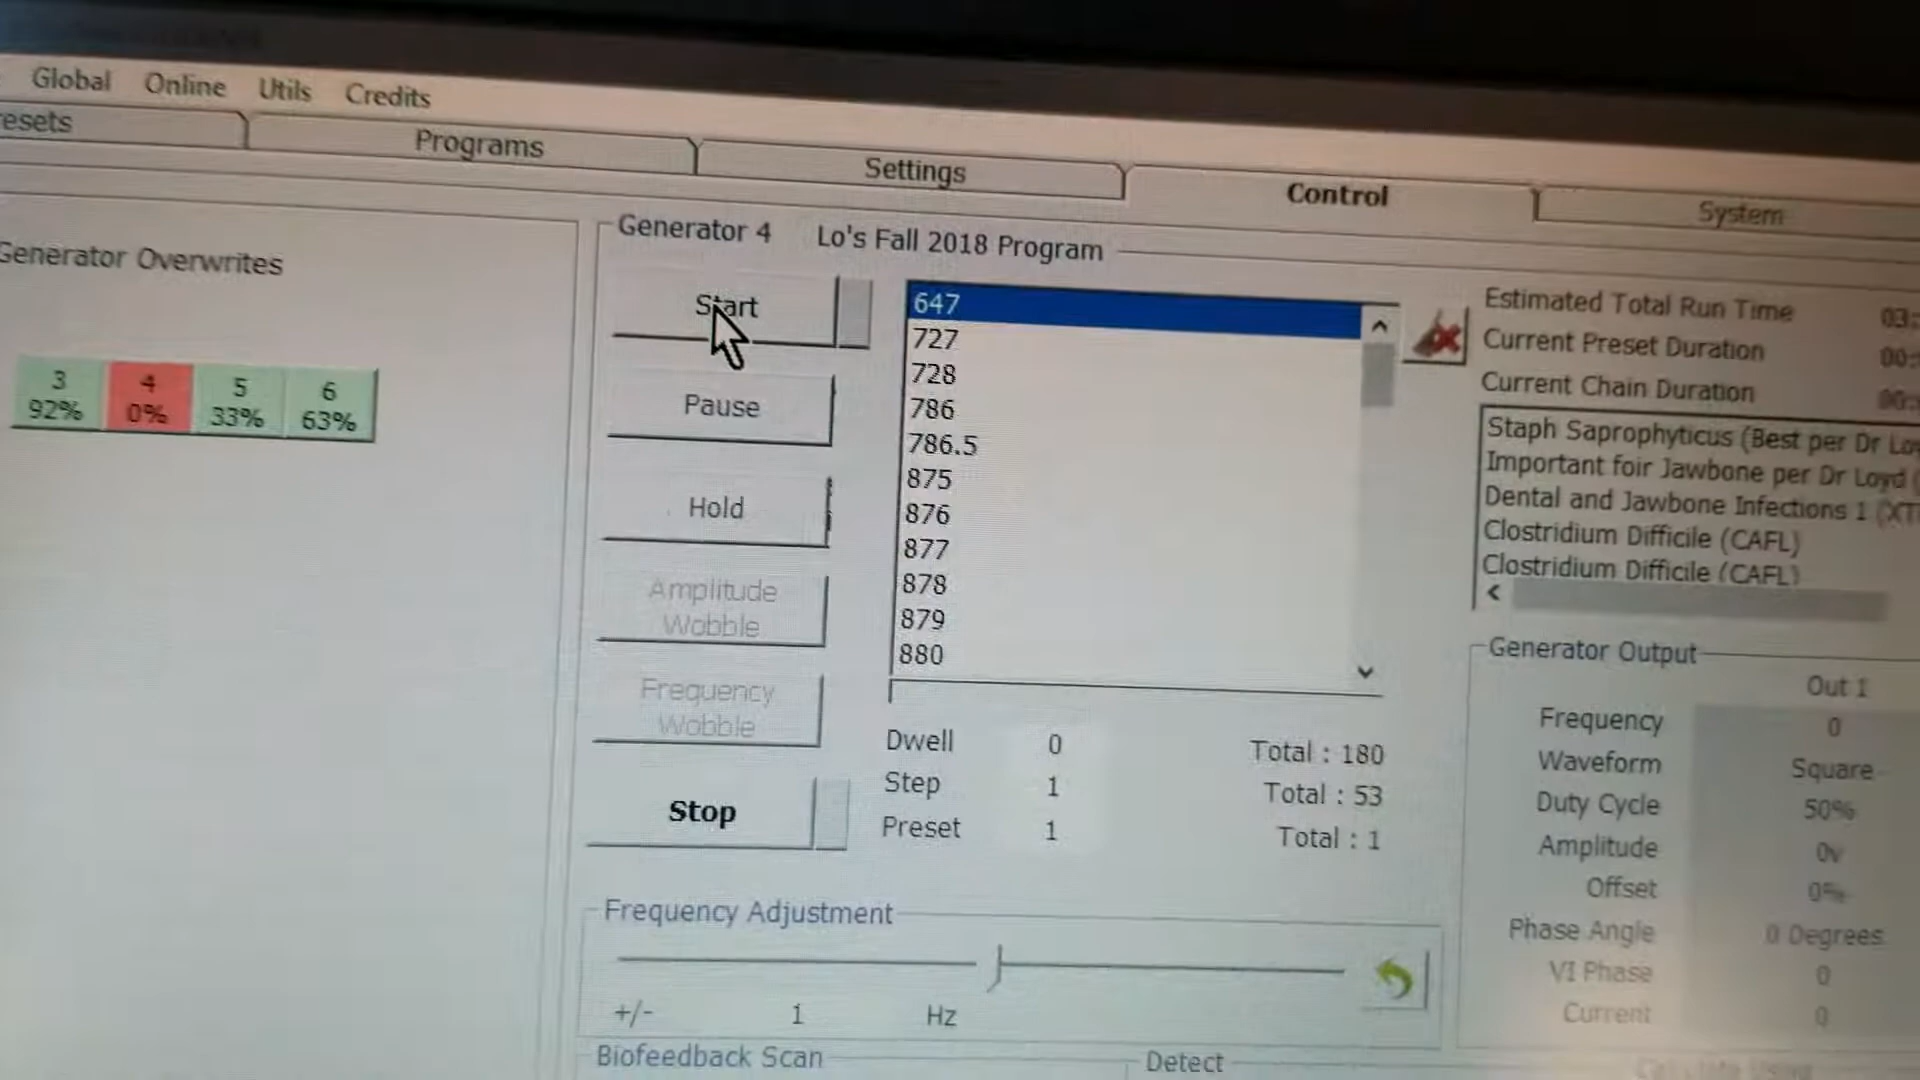 Global Online Utils Credits
Programs Settings Control System
Generator Overwrites
3 4 5 6
92% 0% 33% 63%
Generator 4 Lo's Fall 2018 Program
Start
Pause
Hold
Amplitude
Wobble
Frequency
Wobble
Stop
647
727
728
786
786.5
875
876
877
878
879
880
Dwell 0 Total : 180
Step 1 Total : 53
Preset 1 Total : 1
Frequency Adjustment
+/- 1 Hz
Biofeedback Scan
Detect
Estimated Total Run Time 03:
Current Preset Duration 00:
Current Chain Duration 00:
Staph Saprophyticus (Best per Dr
Important foir Jawbone per Dr Loyd (
Dental and Jawbone Infections 1 (XT
Clostridium Difficile (CAFL)
Clostridium Difficile (CAFL)
Generator Output
Out 1
Frequency 0
Waveform Square
Duty Cycle 50%
Amplitude 0v
Offset 0%
Phase Angle 0 Degrees
VI Phase 0
Current 0